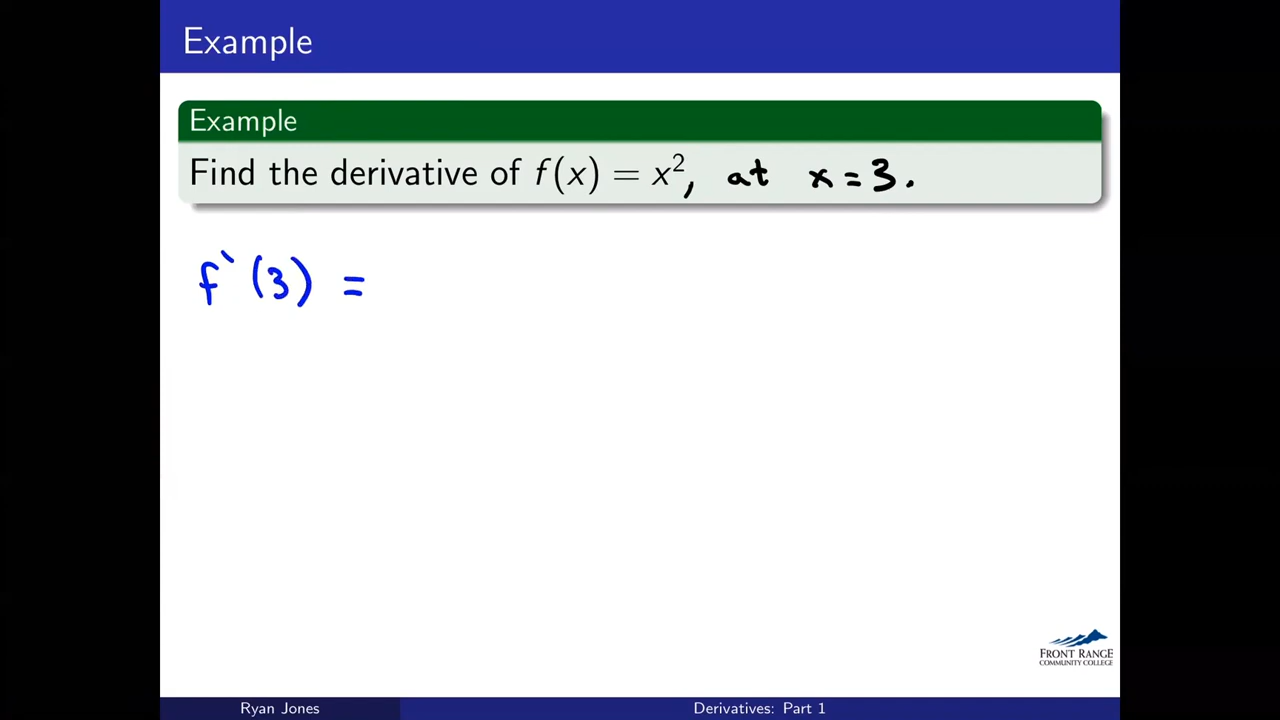 Example
Example
Find the derivative of f(x) = x², at x = 3.
f`(3) =
FRONT RANGE
COMMUNITY COLLEGE
Ryan Jones
Derivatives: Part 1